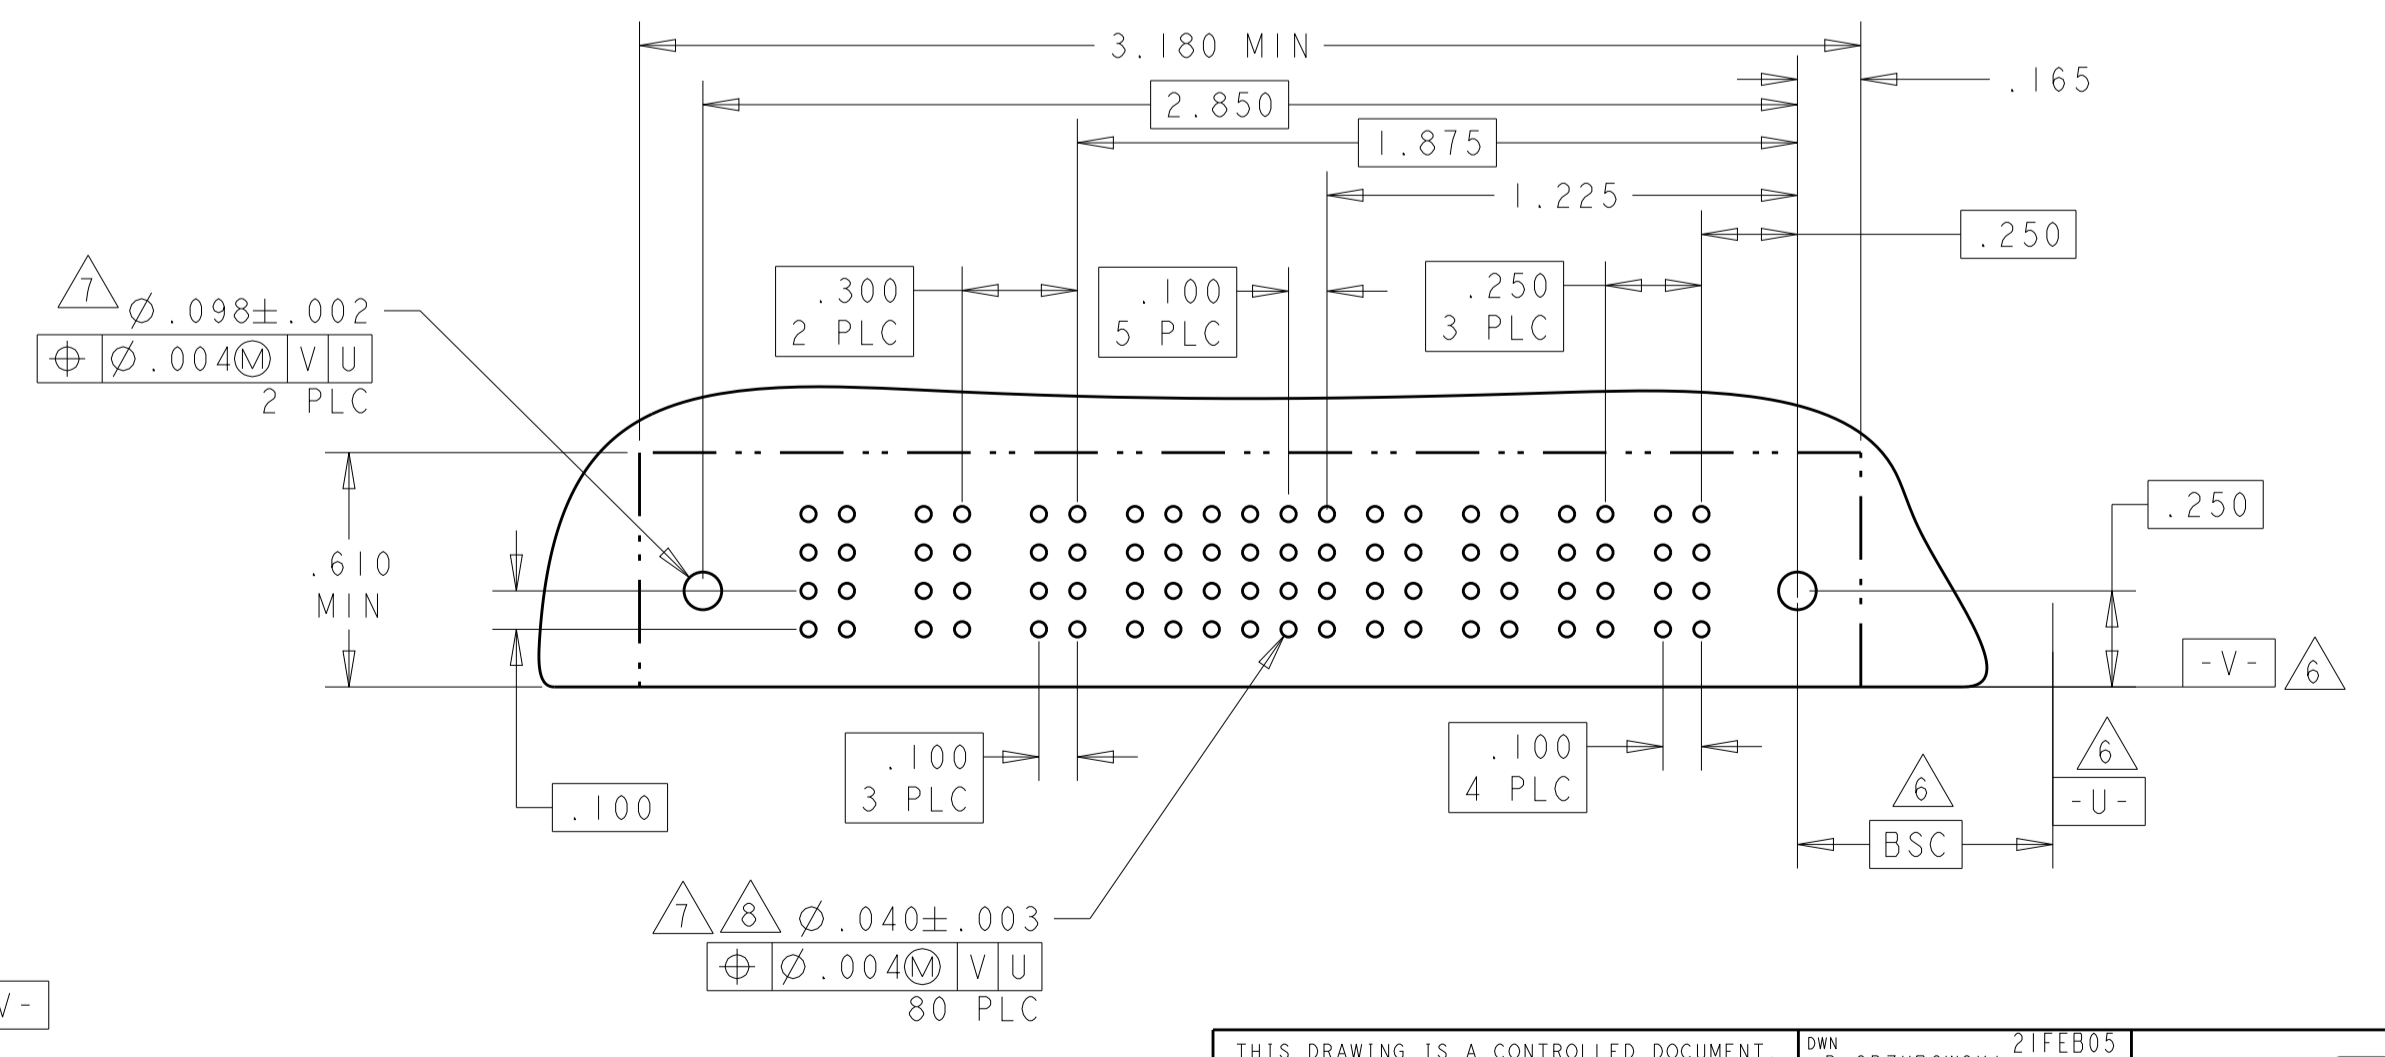 3.180 MIN
.165
2.850
1.875
1.225
.250
.300
2 PLC
.100
5 PLC
.250
3 PLC
7
Ø.098±.002
⌖ Ø.004Ⓜ V U
2 PLC
.610
MIN
.250
-V- 6
.100
3 PLC
.100
4 PLC
6
6
-U-
.100
BSC
7 8 Ø.040±.003
⌖ Ø.004Ⓜ V U
80 PLC
V-
THIS DRAWING IS A CONTROLLED DOCUMENT.
DWN 21FEB05